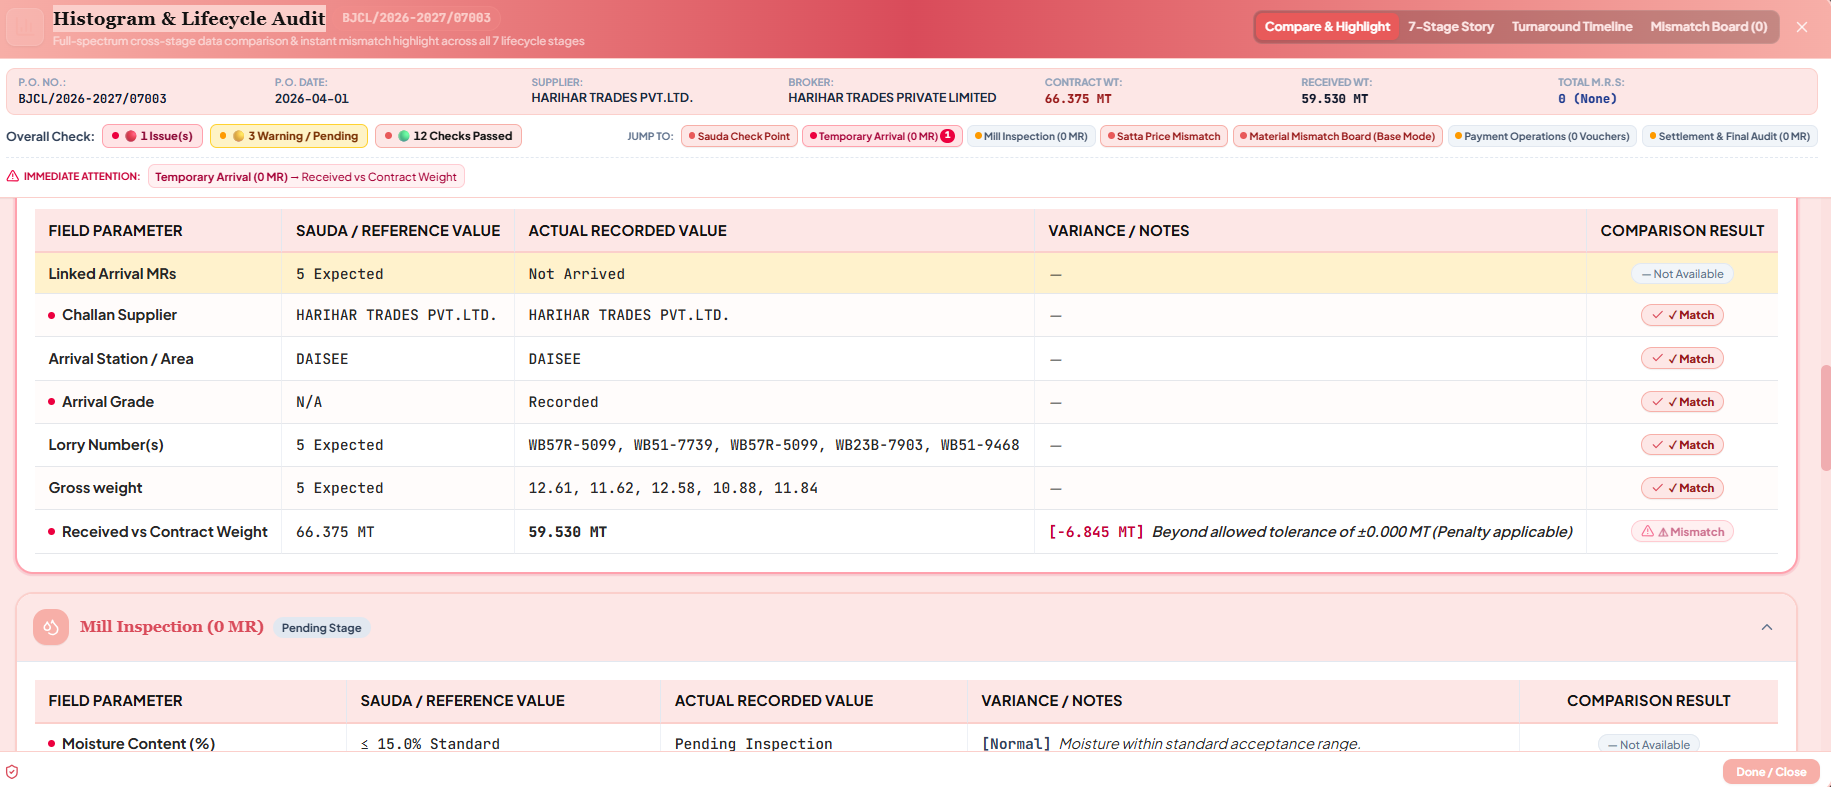 Histogram & Lifecycle Audit BJCL/2026-2027/07003
Full-spectrum cross-stage data comparison & instant mismatch highlight across all 7 lifecycle stages
Compare & Highlight 7-Stage Story Turnaround Timeline Mismatch Board (0)
P.O. NO.: P.O. DATE: SUPPLIER: BROKER: CONTRACT WT: RECEIVED WT: TOTAL M.R.S:
BJCL/2026-2027/07003 2026-04-01 HARIHAR TRADES PVT.LTD. HARIHAR TRADES PRIVATE LIMITED 66.375 MT 59.530 MT 0 (None)
Overall Check: 1 Issue(s) 3 Warning / Pending 12 Checks Passed JUMP TO: Sauda Check Point Temporary Arrival (0 MR) 1 Mill Inspection (0 MR) Satta Price Mismatch Material Mismatch Board (Base Mode) Payment Operations (0 Vouchers) Settlement & Final Audit (0 MR)
IMMEDIATE ATTENTION: Temporary Arrival (0 MR) → Received vs Contract Weight
FIELD PARAMETER SAUDA / REFERENCE VALUE ACTUAL RECORDED VALUE VARIANCE / NOTES COMPARISON RESULT
Linked Arrival MRs 5 Expected Not Arrived — — Not Available
Challan Supplier HARIHAR TRADES PVT.LTD. HARIHAR TRADES PVT.LTD. — ✓ ✓ Match
Arrival Station / Area DAISEE DAISEE — ✓ ✓ Match
Arrival Grade N/A Recorded — ✓ ✓ Match
Lorry Number(s) 5 Expected WB57R-5099, WB51-7739, WB57R-5099, WB23B-7903, WB51-9468 — ✓ ✓ Match
Gross weight 5 Expected 12.61, 11.62, 12.58, 10.88, 11.84 — ✓ ✓ Match
Received vs Contract Weight 66.375 MT 59.530 MT [-6.845 MT] Beyond allowed tolerance of ±0.000 MT (Penalty applicable) ⚠ Mismatch
Mill Inspection (0 MR) Pending Stage
FIELD PARAMETER SAUDA / REFERENCE VALUE ACTUAL RECORDED VALUE VARIANCE / NOTES COMPARISON RESULT
Moisture Content (%) ≤ 15.0% Standard Pending Inspection [Normal] Moisture within standard acceptance range. — Not Available
Done / Close